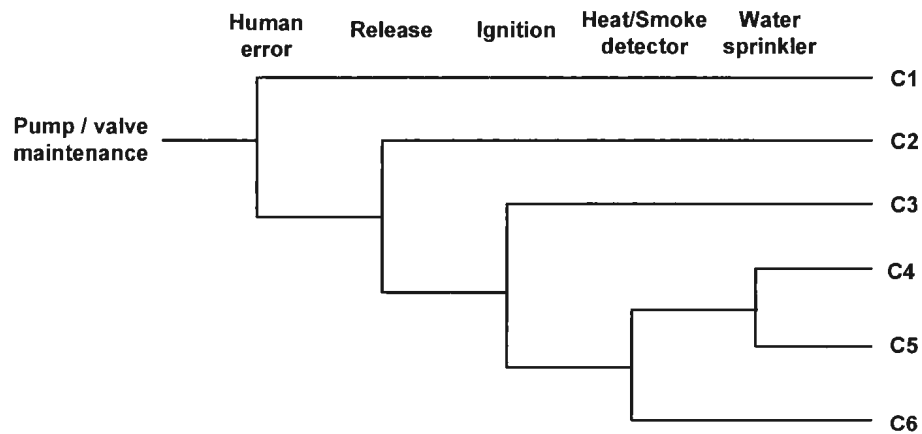 Human
error
Release
Ignition
Heat/Smoke
detector
Water
sprinkler
Pump / valve
maintenance
C1
C2
C3
C4
C5
C6